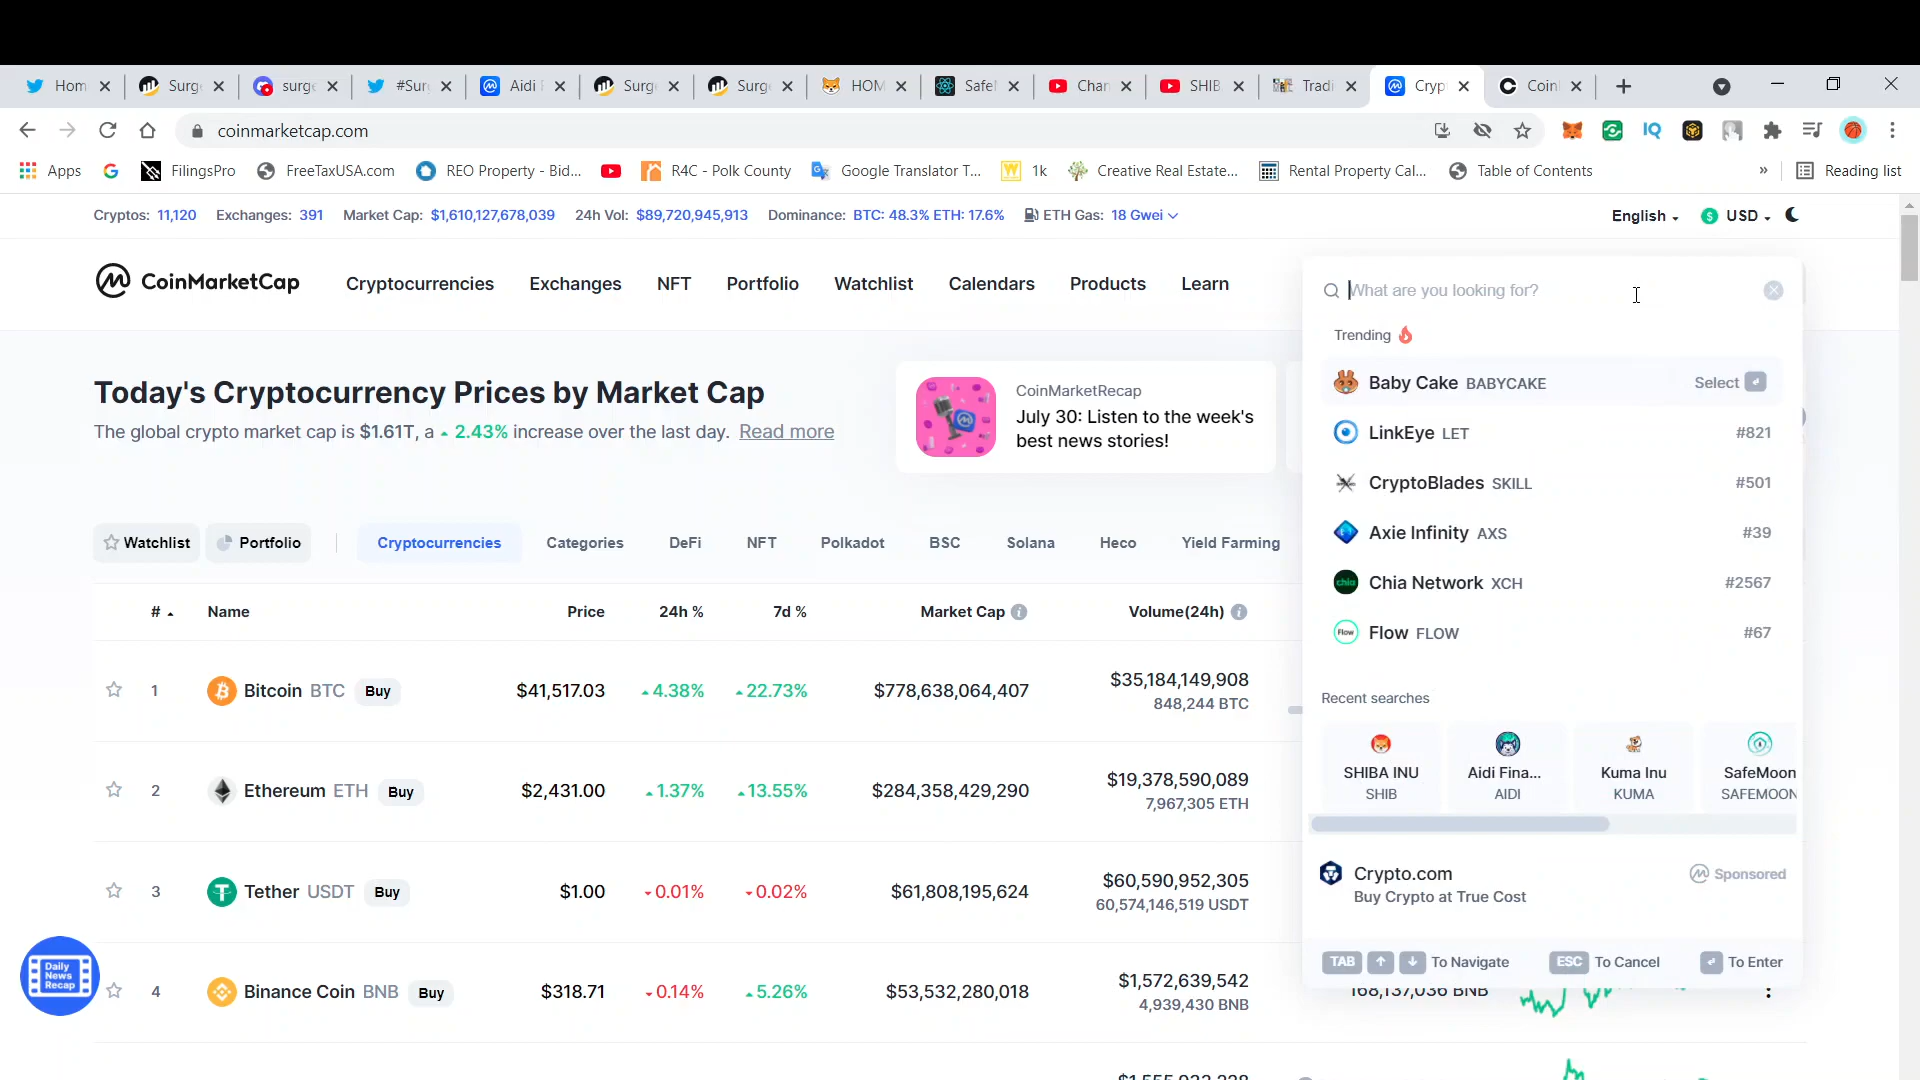 Hom
Surg
surge
#Sur
Aidi
Surg
Surg
HOM
Safe
Char
SHIB
Tradi
Cryp
Coin
coinmarketcap.com
Apps
FilingsPro
FreeTaxUSA.com
REO Property - Bid...
R4C - Polk County
Google Translator T...
1k
Creative Real Estate...
Rental Property Cal...
Table of Contents
»
Reading list
Cryptos: 11,120 Exchanges: 391 Market Cap: $1,610,127,678,039 24h Vol: $89,720,945,913 Dominance: BTC: 48.3% ETH: 17.6% ETH Gas: 18 Gwei
English
USD
CoinMarketCap
Cryptocurrencies Exchanges NFT Portfolio Watchlist Calendars Products Learn
What are you looking for?
Trending
Baby Cake BABYCAKE Select
LinkEye LET #821
CryptoBlades SKILL #501
Axie Infinity AXS #39
Chia Network XCH #2567
Flow FLOW #67
Recent searches
SHIBA INU
SHIB
Aidi Fina...
AIDI
Kuma Inu
KUMA
SafeMoon
SAFEMOON
Crypto.com
Buy Crypto at True Cost
Sponsored
TAB To Navigate ESC To Cancel To Enter
Today's Cryptocurrency Prices by Market Cap
The global crypto market cap is $1.61T, a 2.43% increase over the last day. Read more
CoinMarketRecap
July 30: Listen to the week's
best news stories!
Watchlist Portfolio Cryptocurrencies Categories DeFi NFT Polkadot BSC Solana Heco Yield Farming
# Name Price 24h % 7d % Market Cap Volume(24h)
1 Bitcoin BTC Buy $41,517.03 4.38% 22.73% $778,638,064,407 $35,184,149,908
848,244 BTC
2 Ethereum ETH Buy $2,431.00 1.37% 13.55% $284,358,429,290 $19,378,590,089
7,967,305 ETH
3 Tether USDT Buy $1.00 0.01% 0.02% $61,808,195,624 $60,590,952,305
60,574,146,519 USDT
4 Binance Coin BNB Buy $318.71 0.14% 5.26% $53,532,280,018 $1,572,639,542
4,939,430 BNB
168,137,036 BNB
Daily
News
Recap